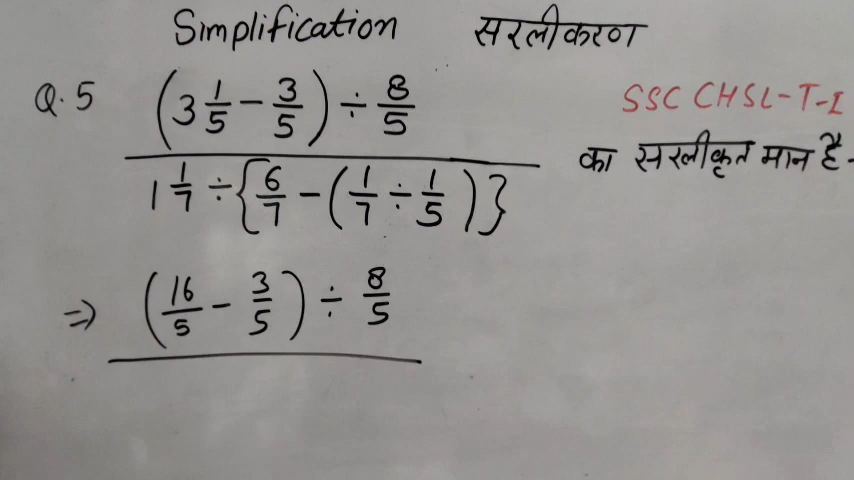 Simplification सरलीकरण
Q. 5 (3 1/5 - 3/5) ÷ 8/5 SSC CHSL-T-I
1 1/7 ÷ {6/7 - (1/7 ÷ 1/5)} का सरलीकृत मान है -
⇒ (16/5 - 3/5) ÷ 8/5